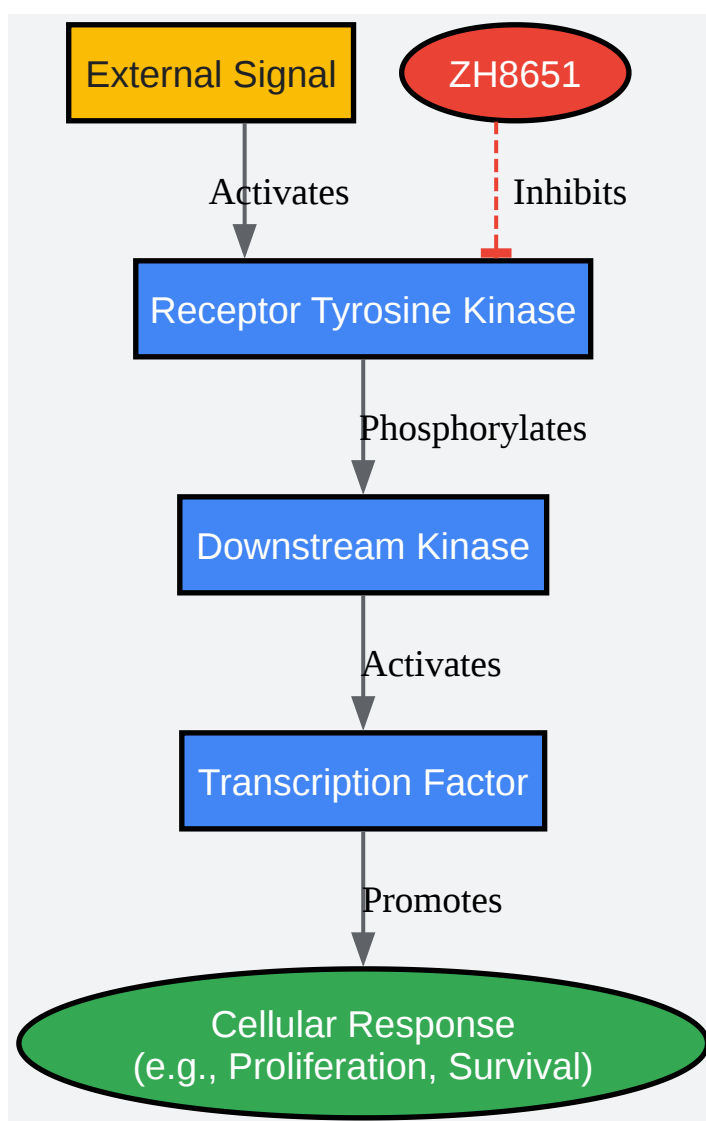 External Signal
ZH8651
Activates
Inhibits
Receptor Tyrosine Kinase
Phosphorylates
Downstream Kinase
Activates
Transcription Factor
Promotes
Cellular Response
(e.g., Proliferation, Survival)